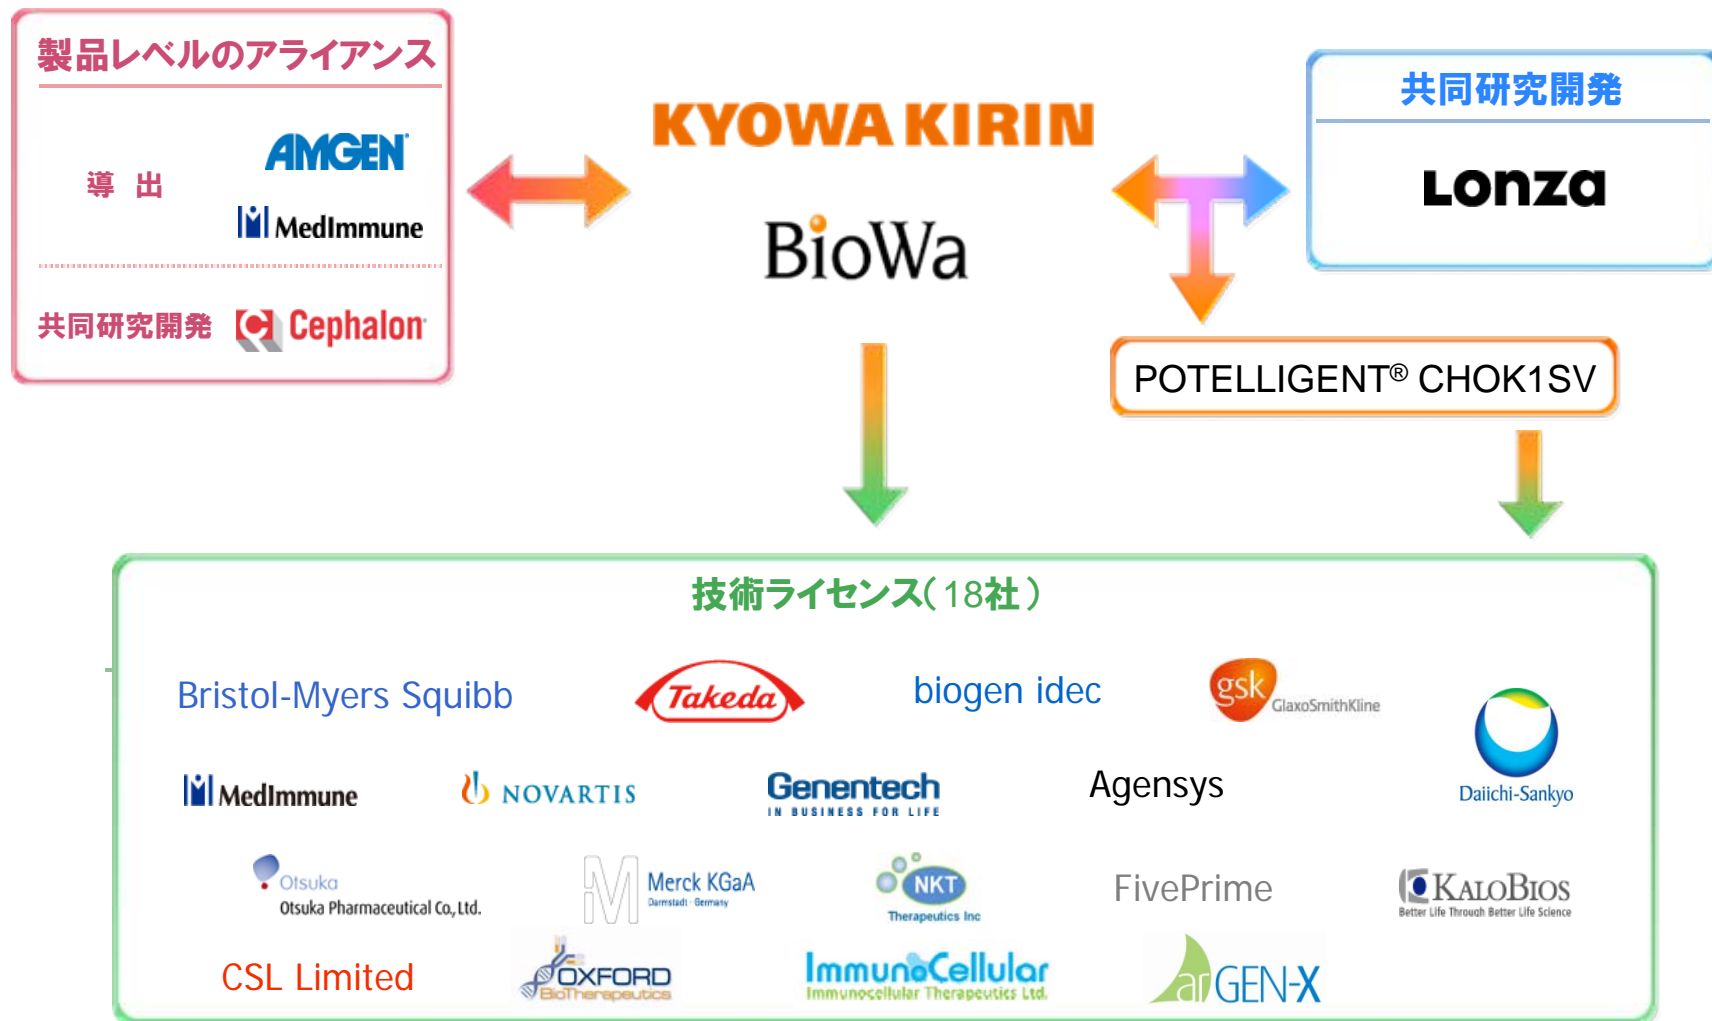 製品レベルのアライアンス
導 出
AMGEN®
MedImmune
共同研究開発
Cephalon
KYOWA KIRIN
BioWa
共同研究開発
Lonza
POTELLIGENT® CHOK1SV
技術ライセンス(18社)
Bristol-Myers Squibb
Takeda
biogen idec
gsk
GlaxoSmithKline
Daiichi-Sankyo
MedImmune
NOVARTIS
Genentech
IN BUSINESS FOR LIFE
Agensys
Otsuka
Otsuka Pharmaceutical Co., Ltd.
M
Merck KGaA
Darmstadt · Germany
NKT
Therapeutics Inc
FivePrime
KALOBIOS
Better Life Through Better Life Science
CSL Limited
OXFORD
BioTherapeutics
ImmunoCellular
Immunocellular Therapeutics Ltd.
arGEN-X